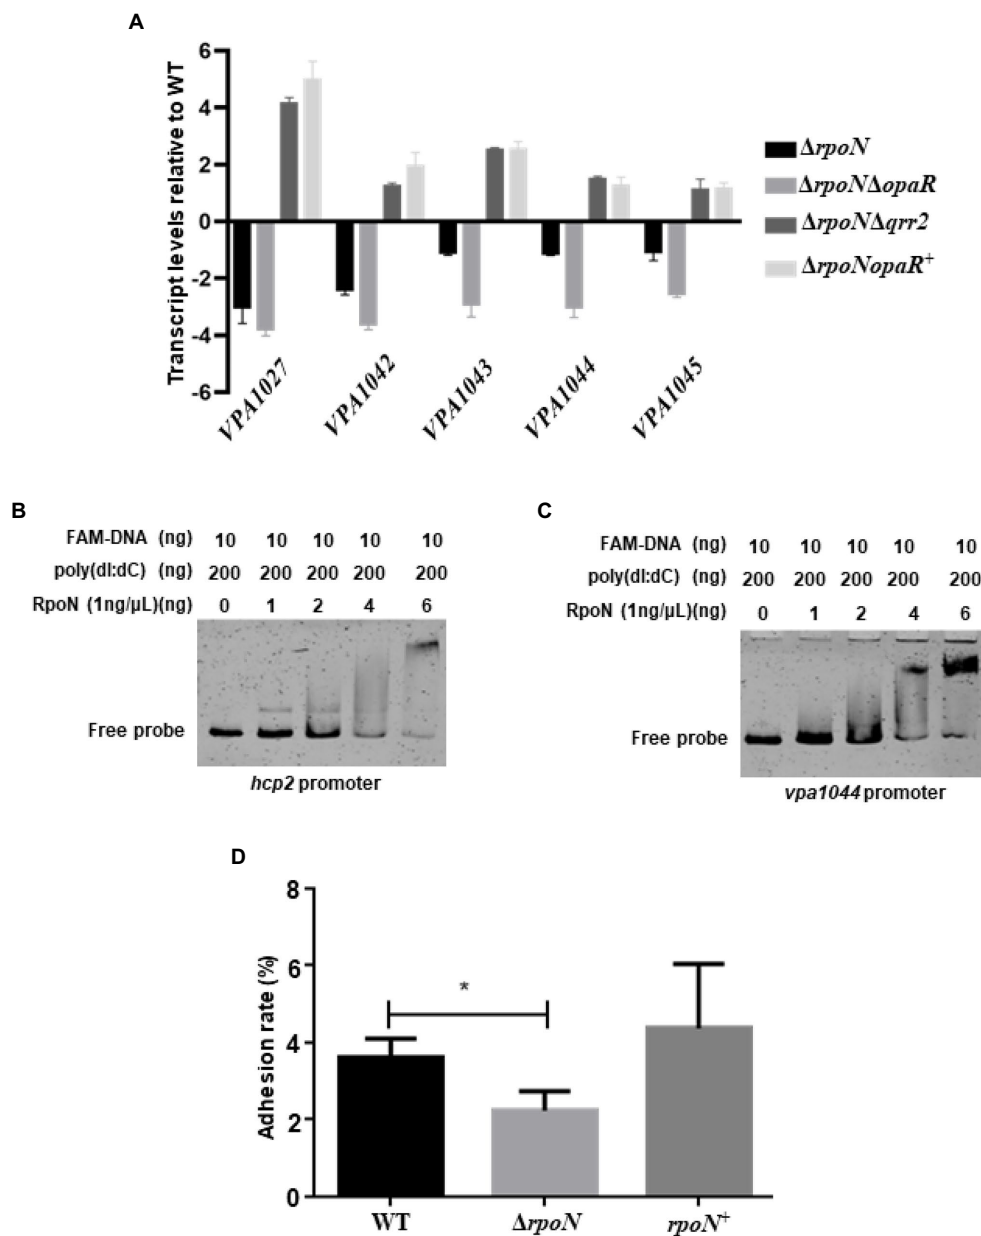 A
Transcript levels relative to WT
6
4
2
0
-2
-4
-6
VPA1027
VPA1042
VPA1043
VPA1044
VPA1045
ΔrpoN
ΔrpoNΔopaR
ΔrpoNΔqrr2
ΔrpoNopaR+
B
FAM-DNA (ng) 10 10 10 10 10
poly(dI:dC) (ng) 200 200 200 200 200
RpoN (1ng/µL)(ng) 0 1 2 4 6
Free probe
hcp2 promoter
C
FAM-DNA (ng) 10 10 10 10 10
poly(dI:dC) (ng) 200 200 200 200 200
RpoN (1ng/µL)(ng) 0 1 2 4 6
Free probe
vpa1044 promoter
D
Adhesion rate (%)
8
6
4
2
0
*
WT
ΔrpoN
rpoN+